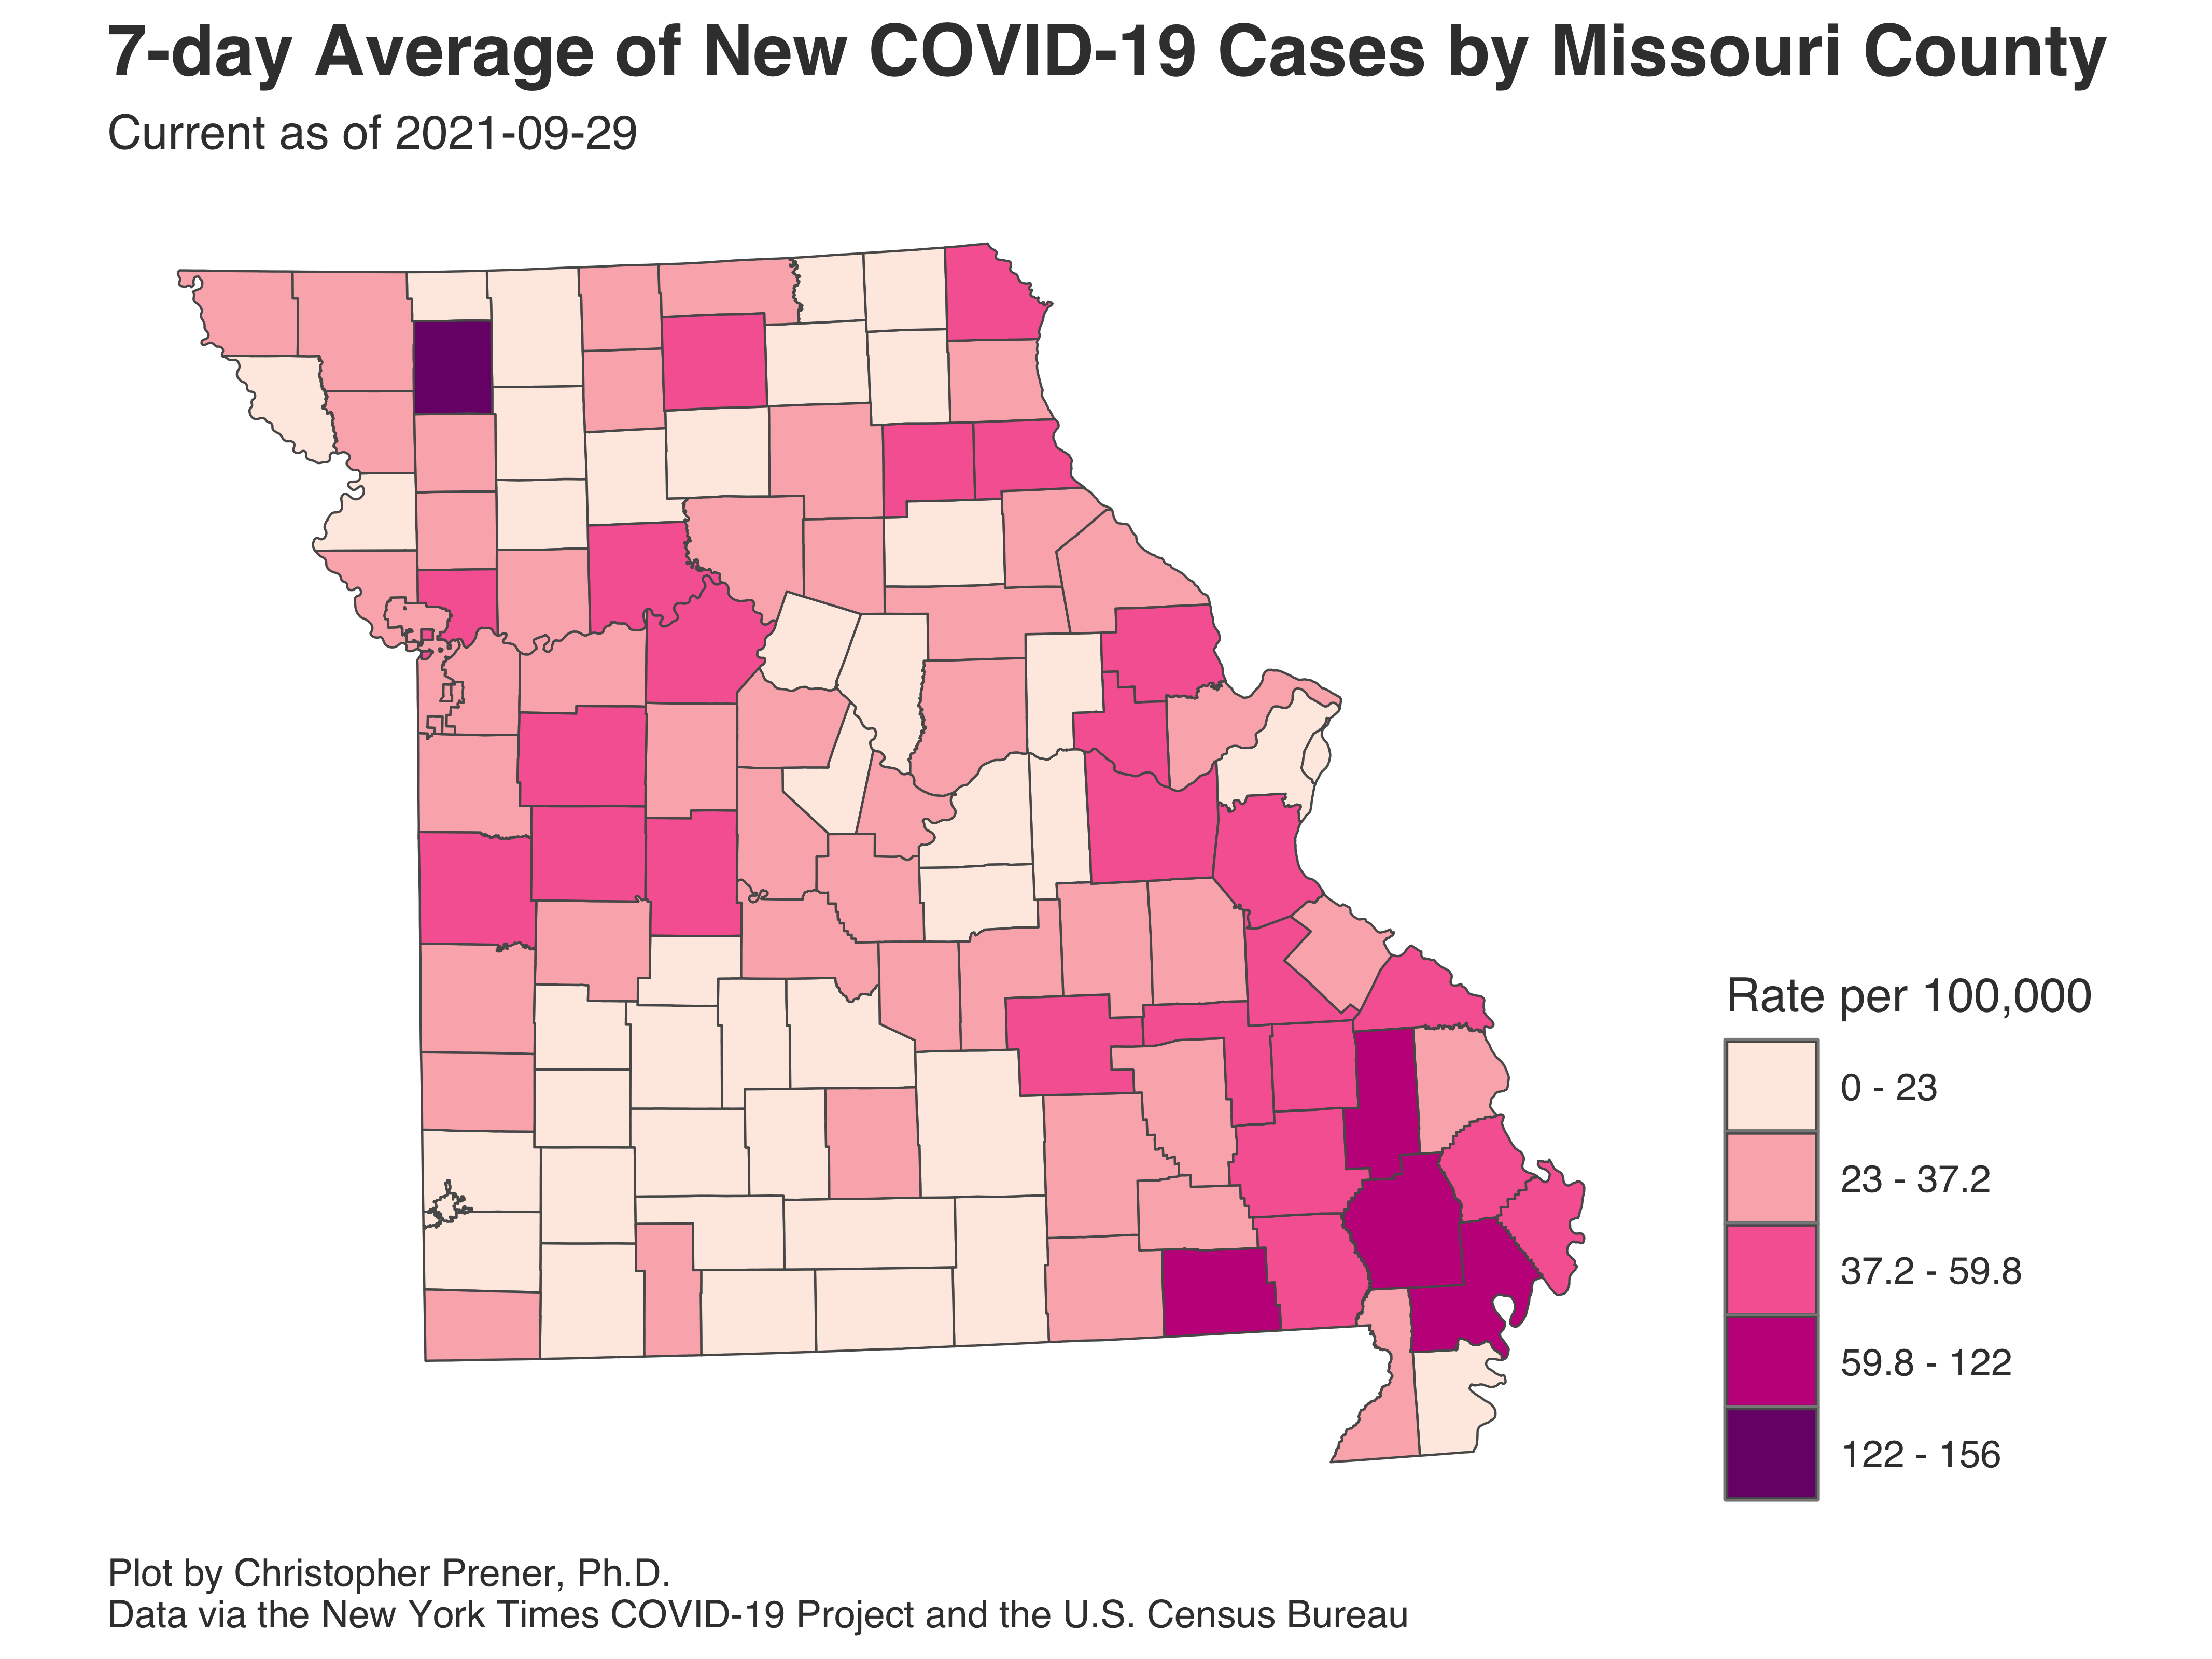 7-day Average of New COVID-19 Cases by Missouri County
Current as of 2021-09-29
Rate per 100,000
0 - 23
23 - 37.2
37.2 - 59.8
59.8 - 122
122 - 156
Plot by Christopher Prener, Ph.D.
Data via the New York Times COVID-19 Project and the U.S. Census Bureau